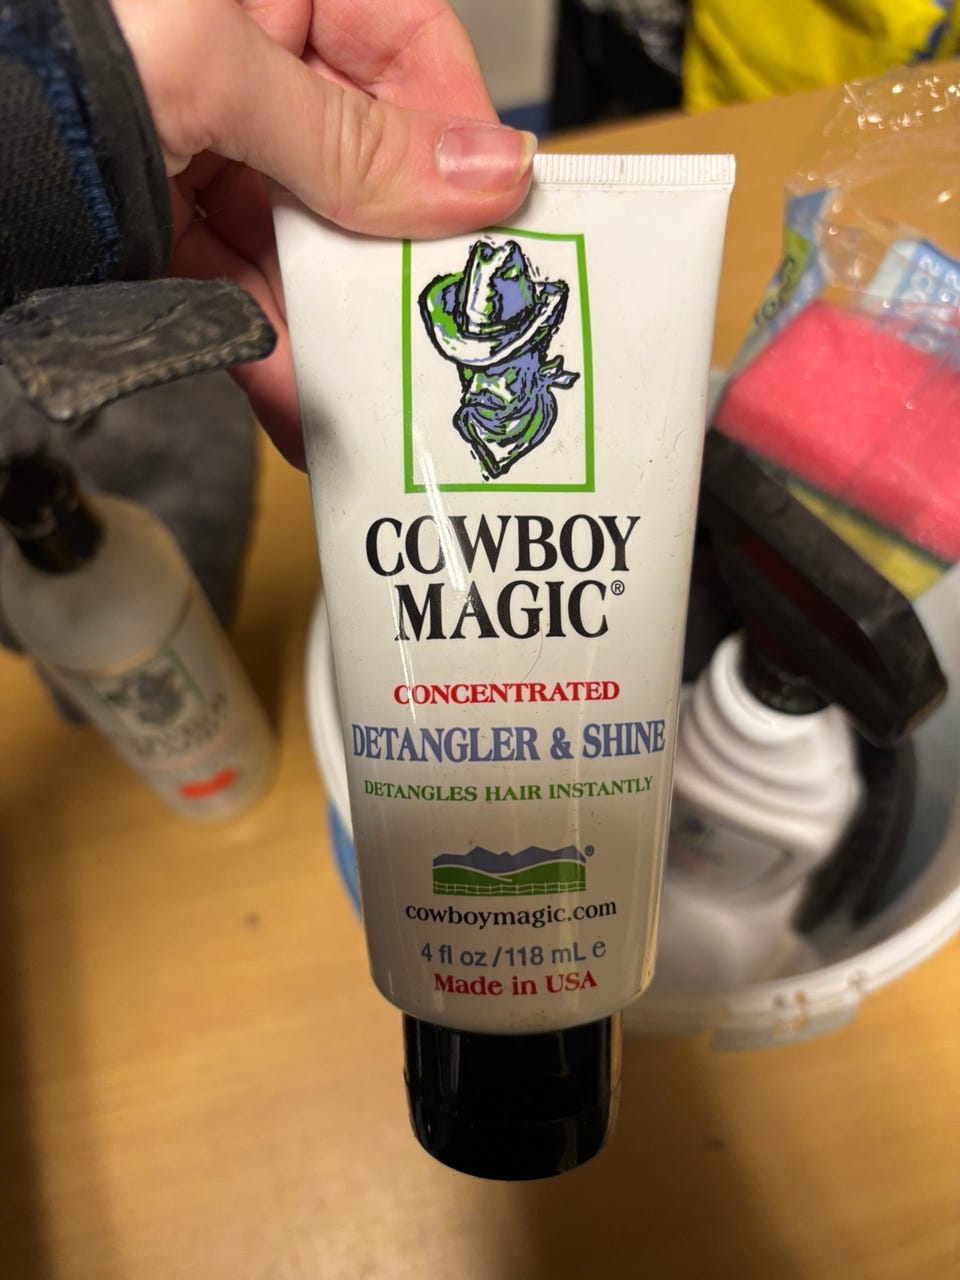 COWBOY
MAGIC®
CONCENTRATED
DETANGLER & SHINE
DETANGLES HAIR INSTANTLY
®
cowboymagic.com
4 fl oz/118 mL e
Made in USA